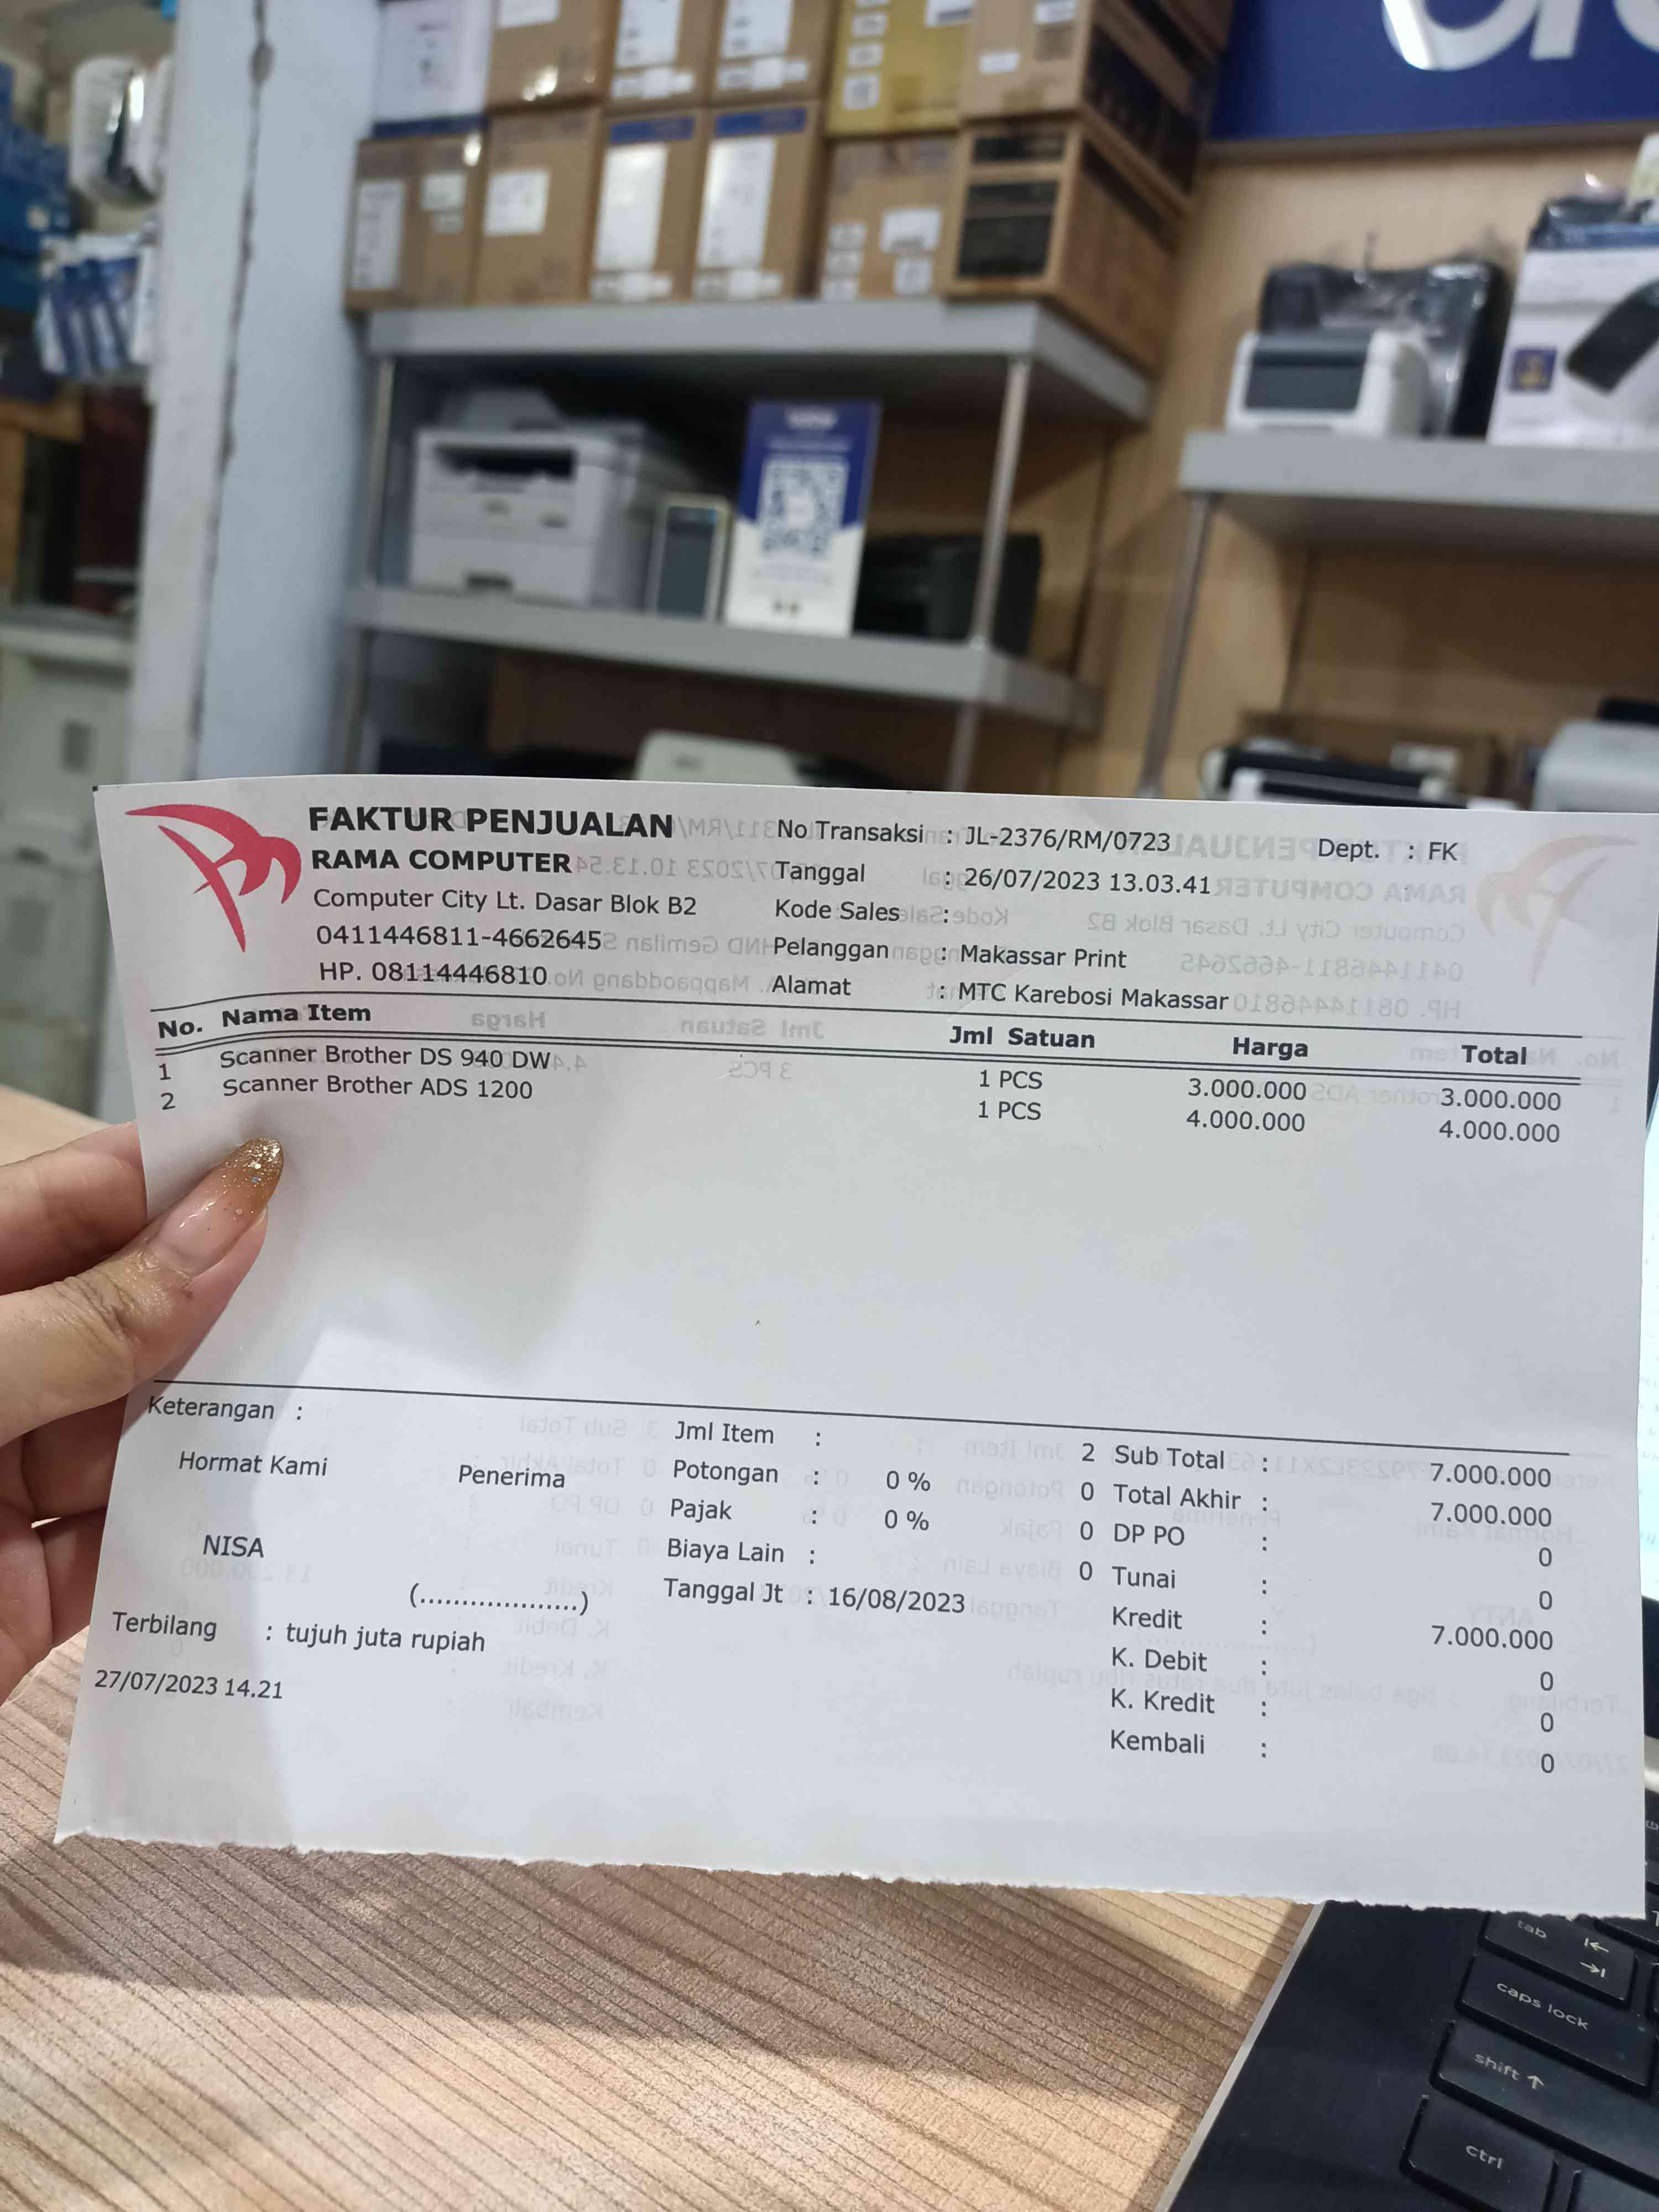 FAKTUR PENJUALAN
RAMA COMPUTER
Computer City Lt. Dasar Blok B2
0411446811-4662645
HP. 08114446810
No Transaksi : JL-2376/RM/0723
Tanggal : 26/07/2023 13.03.41
Kode Sales :
Pelanggan : Makassar Print
Alamat : MTC Karebosi Makassar
Dept. : FK
No. Nama Item Jml Satuan Harga Total
1 Scanner Brother DS 940 DW 1 PCS 3.000.000 3.000.000
2 Scanner Brother ADS 1200 1 PCS 4.000.000 4.000.000
Keterangan :
Hormat Kami Penerima
NISA
(...................)
Terbilang : tujuh juta rupiah
27/07/2023 14.21
Jml Item : 2
Potongan : 0 % 0
Pajak : 0 % 0
Biaya Lain : 0
Tanggal Jt : 16/08/2023
Sub Total : 7.000.000
Total Akhir : 7.000.000
DP PO : 0
Tunai : 0
Kredit : 7.000.000
K. Debit : 0
K. Kredit : 0
Kembali : 0
tab
caps lock
shift
ctrl